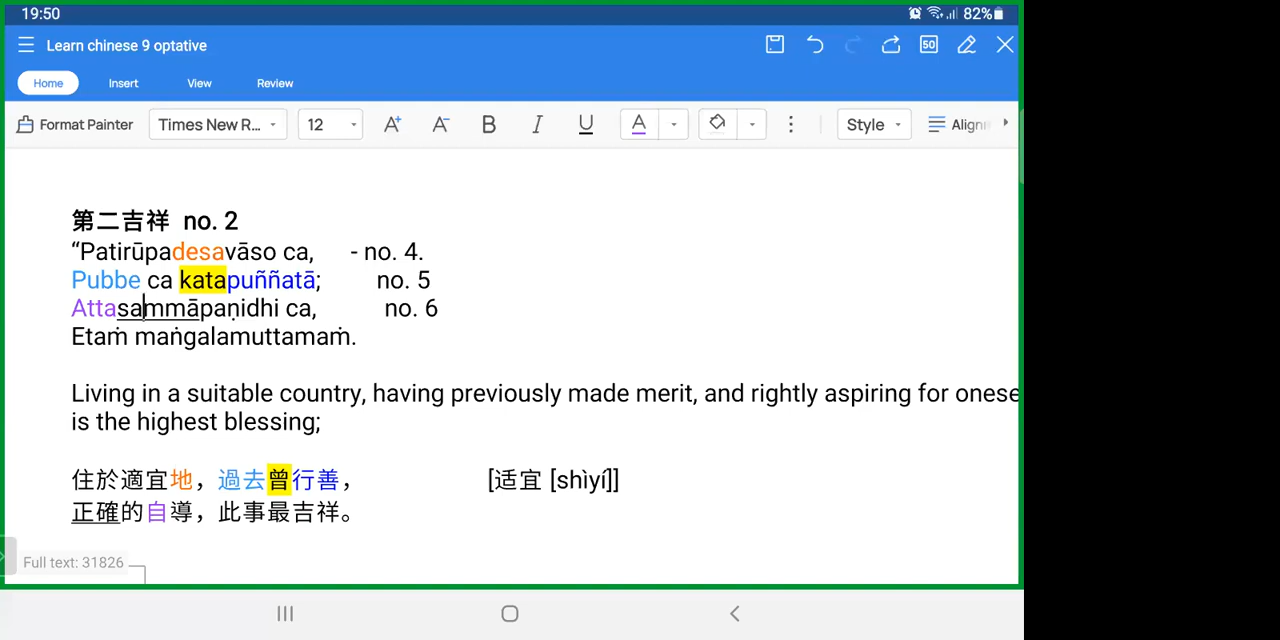 19:50 82%
Learn chinese 9 optative 50
Home Insert View Review
Format Painter Times New R... 12 A+ A- B I U A Style Alignr
第二吉祥 no. 2
“Patirūpadesavāso ca, - no. 4.
Pubbe ca katapuññatā; no. 5
Attasammāpaṇidhi ca, no. 6
Etaṁ maṅgalamuttamaṁ.
Living in a suitable country, having previously made merit, and rightly aspiring for onese
is the highest blessing;
住於適宜地，過去曾行善， [适宜 [shìyí]]
正確的自導，此事最吉祥。
Full text: 31826